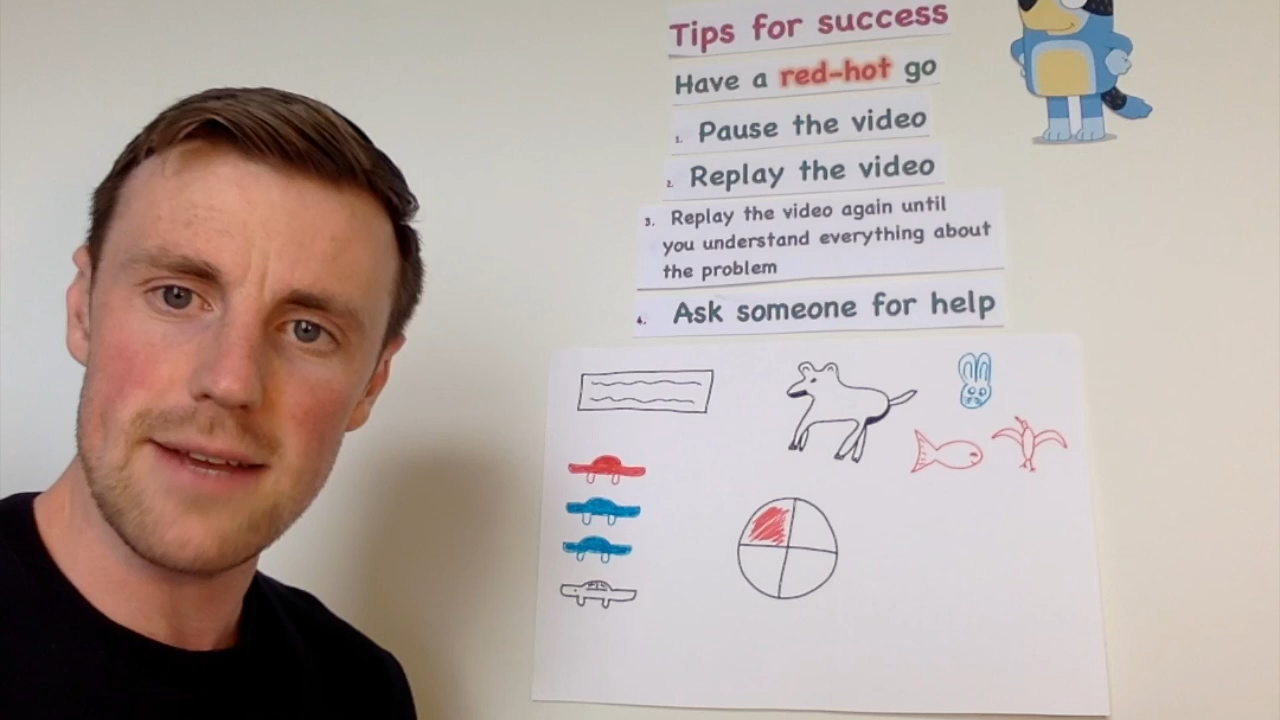 Tips for success
Have a red-hot go
1. Pause the video
2. Replay the video
3. Replay the video again until
you understand everything about
the problem
4. Ask someone for help